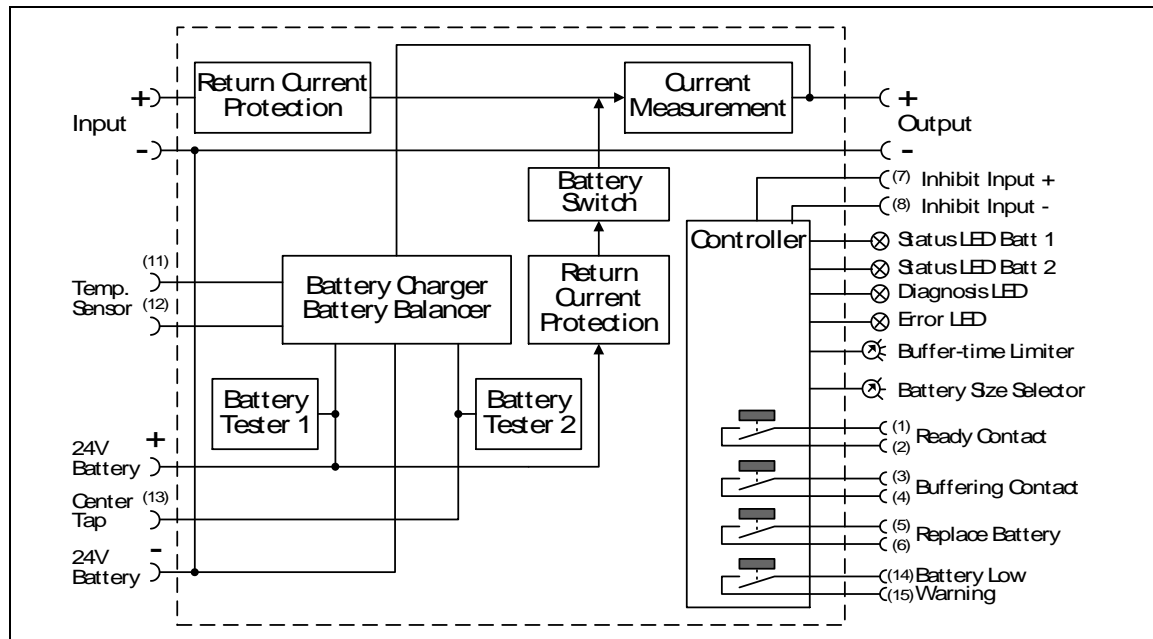 Return Current
Protection
Current
Measurement
+
Input
-
+
Output
-
Battery
Switch
(7) Inhibit Input +
(8) Inhibit Input -
Controller
Status LED Batt 1
Status LED Batt 2
Diagnosis LED
Error LED
Buffer-time Limiter
Battery Size Selector
(11)
Temp.
Sensor (12)
Battery Charger
Battery Balancer
Return
Current
Protection
Battery
Tester 1
Battery
Tester 2
+
24V
Battery
Center (13)
Tap
-
24V
Battery
(1)
(2) Ready Contact
(3)
(4) Buffering Contact
(5)
(6) Replace Battery
(14) Battery Low
(15) Warning